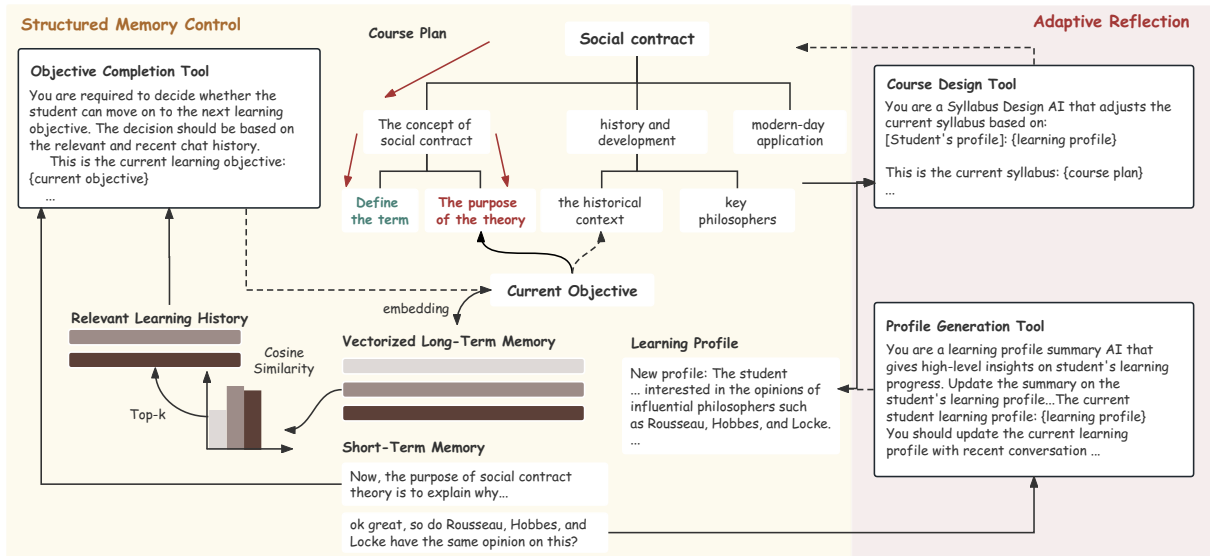 Structured Memory Control
Objective Completion Tool
You are required to decide whether the
student can move on to the next learning
objective. The decision should be based on
the relevant and recent chat history.
This is the current learning objective:
{current objective}
...
Course Plan
Social contract
The concept of
social contract
history and
development
modern-day
application
Define
the term
The purpose
of the theory
the historical
context
key
philosophers
Current Objective
embedding
Relevant Learning History
Cosine
Similarity
Top-k
Vectorized Long-Term Memory
Short-Term Memory
Now, the purpose of social contract
theory is to explain why...
ok great, so do Rousseau, Hobbes, and
Locke have the same opinion on this?
Learning Profile
New profile: The student
... interested in the opinions of
influential philosophers such
as Rousseau, Hobbes, and Locke.
...
Adaptive Reflection
Course Design Tool
You are a Syllabus Design AI that adjusts the
current syllabus based on:
[Student's profile]: {learning profile}
This is the current syllabus: {course plan}
...
Profile Generation Tool
You are a learning profile summary AI that
gives high-level insights on student's learning
progress. Update the summary on the
student's learning profile...The current
student learning profile: {learning profile}
You should update the current learning
profile with recent conversation ...